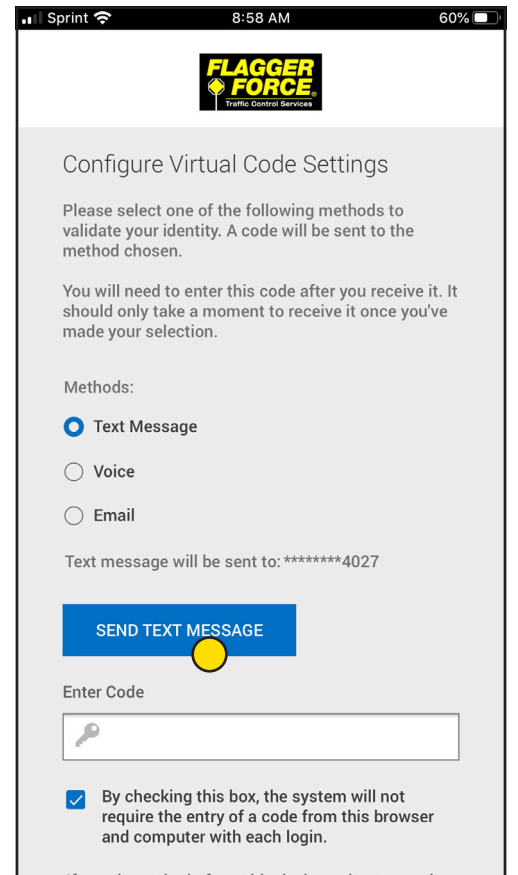 Sprint 8:58 AM 60%
FLAGGER
FORCE®
Traffic Control Services
Configure Virtual Code Settings
Please select one of the following methods to
validate your identity. A code will be sent to the
method chosen.
You will need to enter this code after you receive it. It
should only take a moment to receive it once you've
made your selection.
Methods:
Text Message
Voice
Email
Text message will be sent to: ********4027
SEND TEXT MESSAGE
Enter Code
By checking this box, the system will not
require the entry of a code from this browser
and computer with each login.